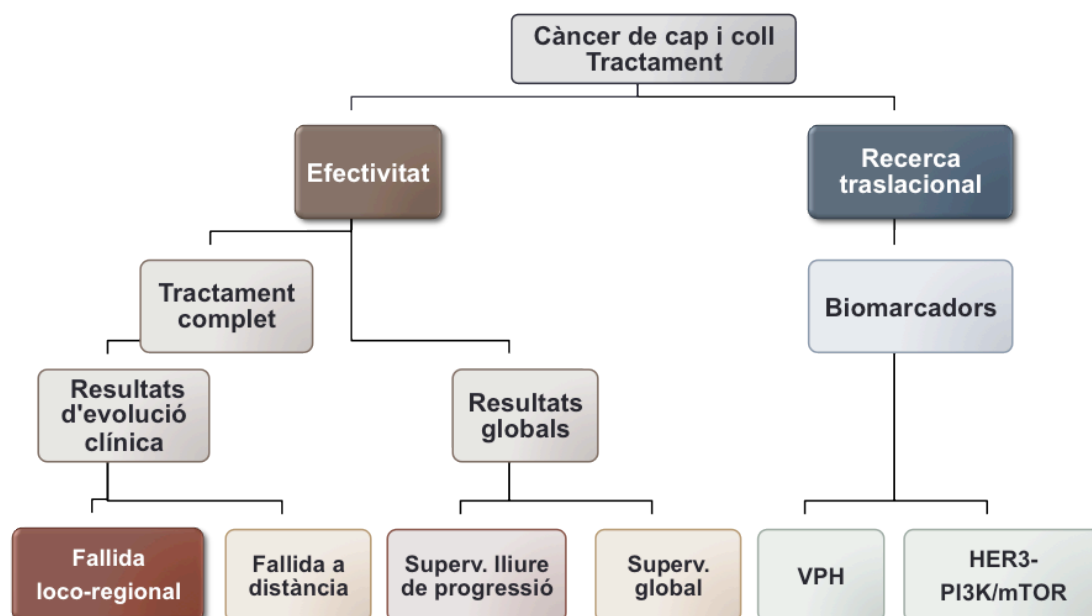 Càncer de cap i coll
Tractament
Efectivitat
Recerca
traslacional
Tractament
complet
Biomarcadors
Resultats
d'evolució
clínica
Resultats
globals
Fallida
loco-regional
Fallida a
distància
Superv. lliure
de progressió
Superv.
global
VPH
HER3-
PI3K/mTOR